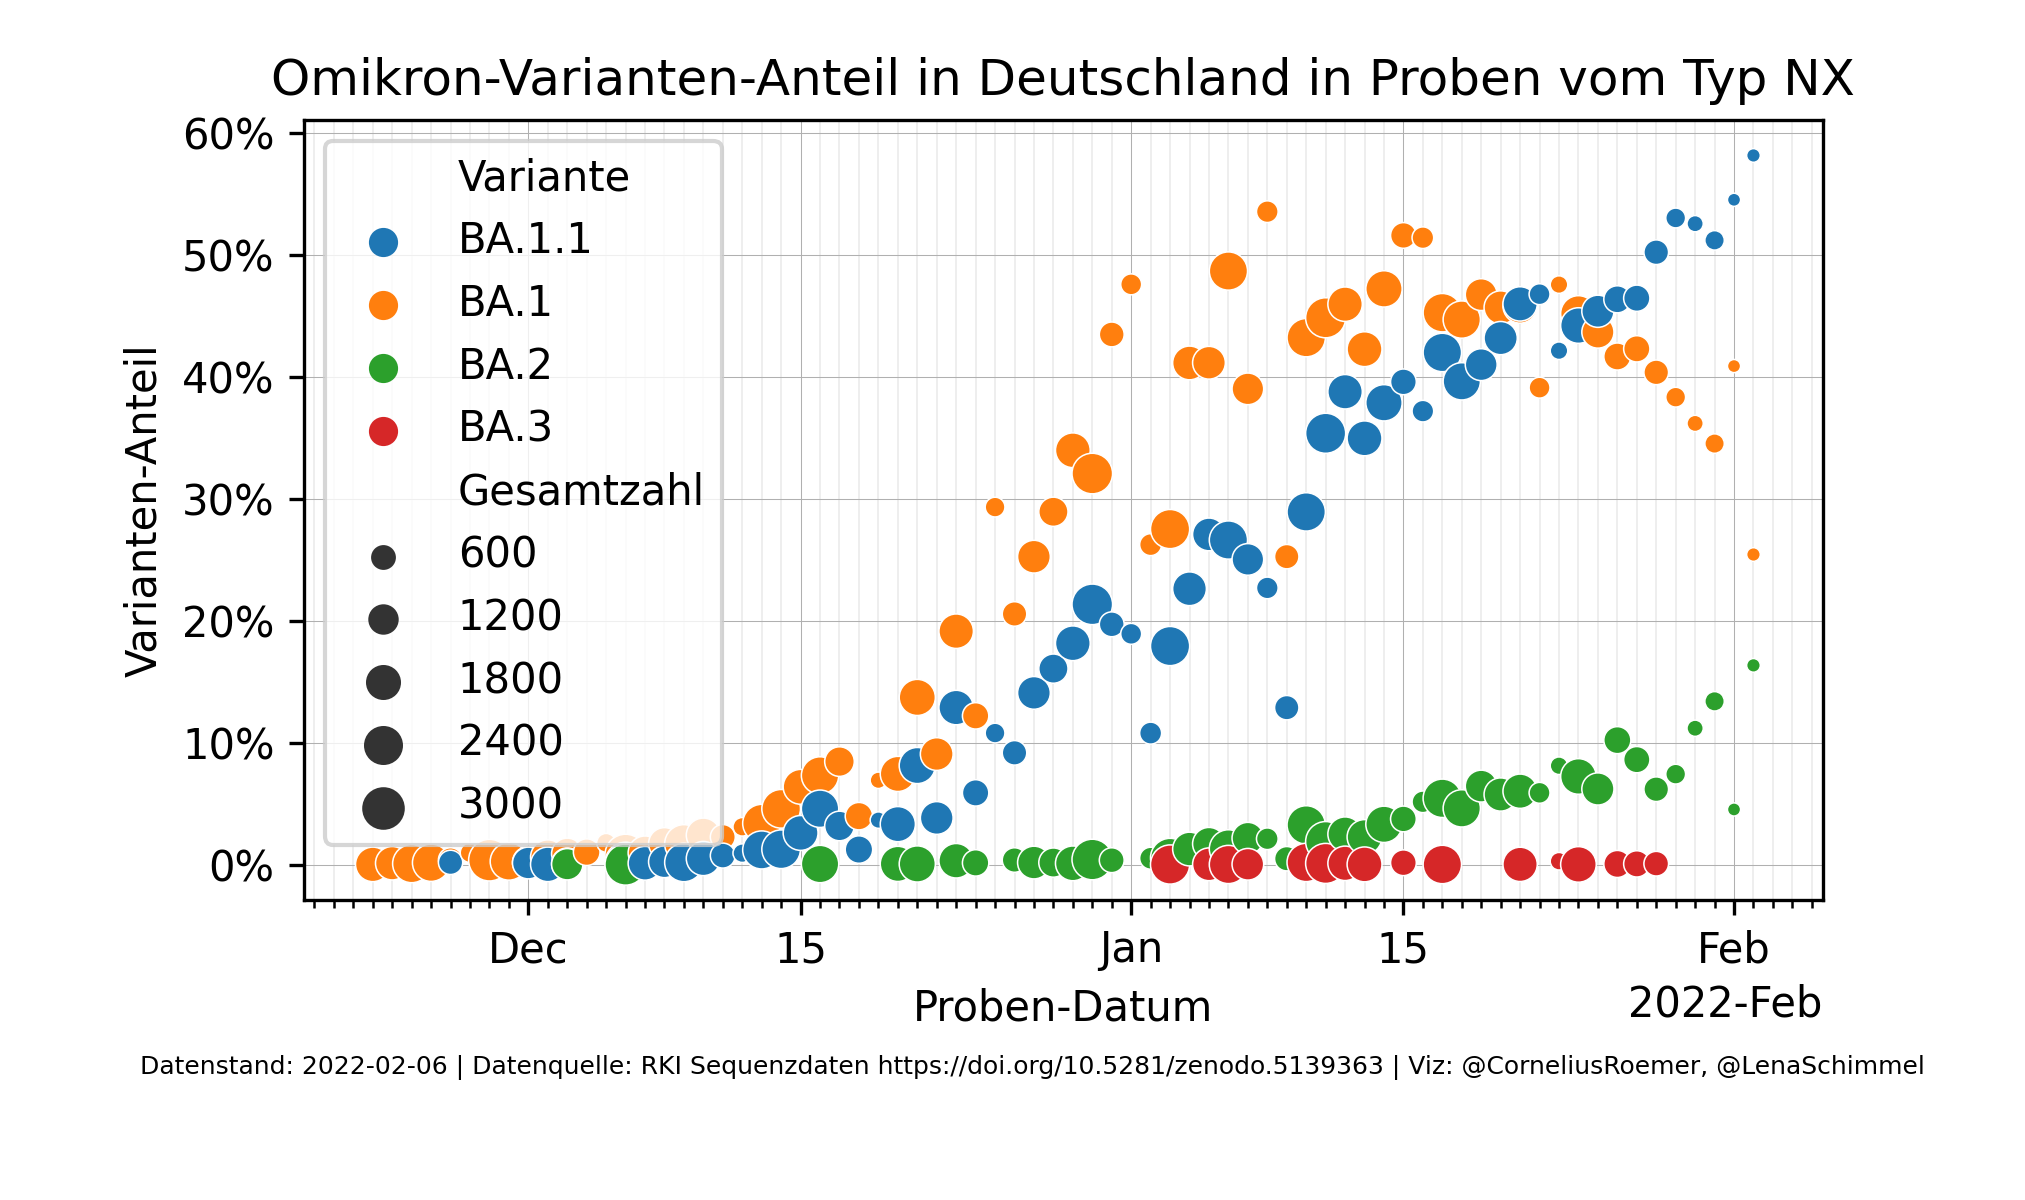 Omikron-Varianten-Anteil in Deutschland in Proben vom Typ NX
Varianten-Anteil
60%
50%
40%
30%
20%
10%
0%
Variante
BA.1.1
BA.1
BA.2
BA.3
Gesamtzahl
600
1200
1800
2400
3000
Dec 15 Jan 15 Feb
Proben-Datum
2022-Feb
Datenstand: 2022-02-06 | Datenquelle: RKI Sequenzdaten https://doi.org/10.5281/zenodo.5139363 | Viz: @CorneliusRoemer, @LenaSchimmel